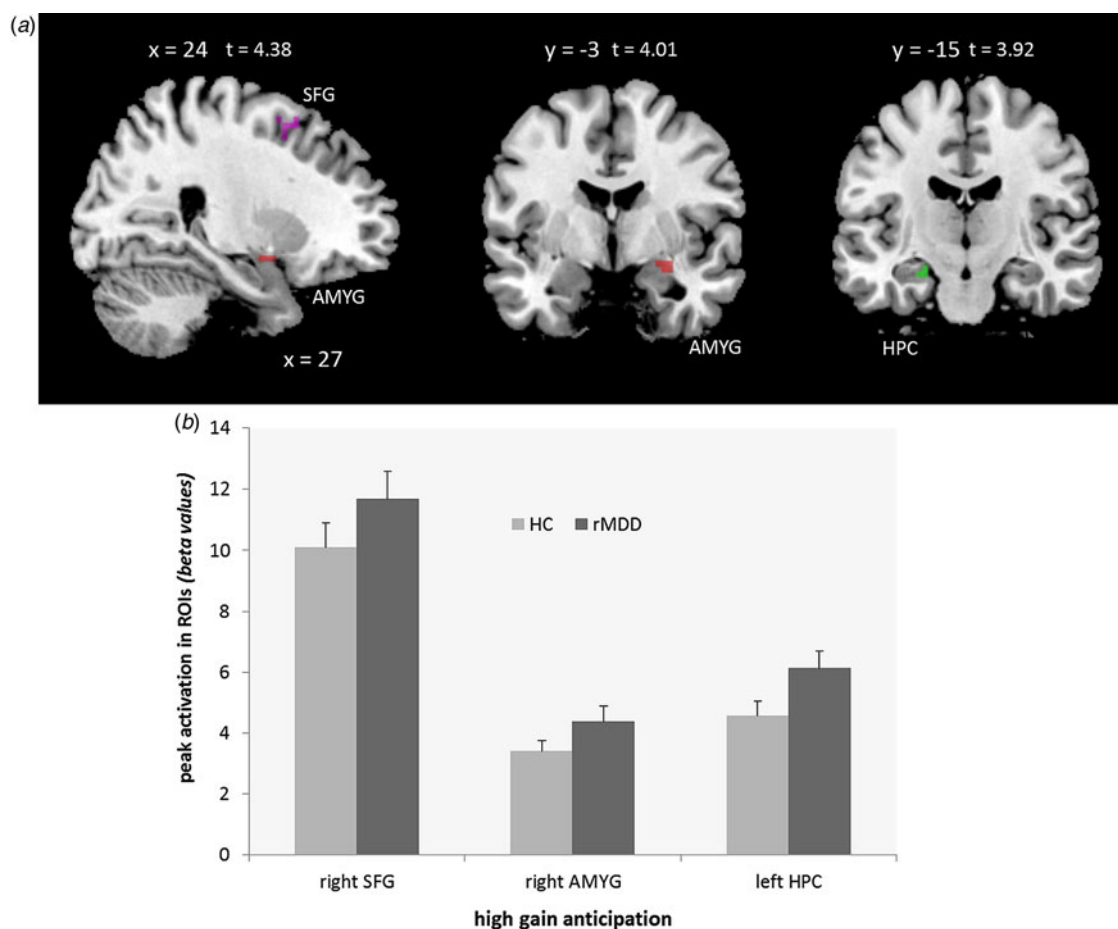 (a)
x = 24 t = 4.38
y = -3 t = 4.01
y = -15 t = 3.92
SFG
AMYG
x = 27
AMYG
HPC
(b)
peak activation in ROIs (beta values)
14
12
10
8
6
4
2
0
HC rMDD
right SFG right AMYG left HPC
high gain anticipation